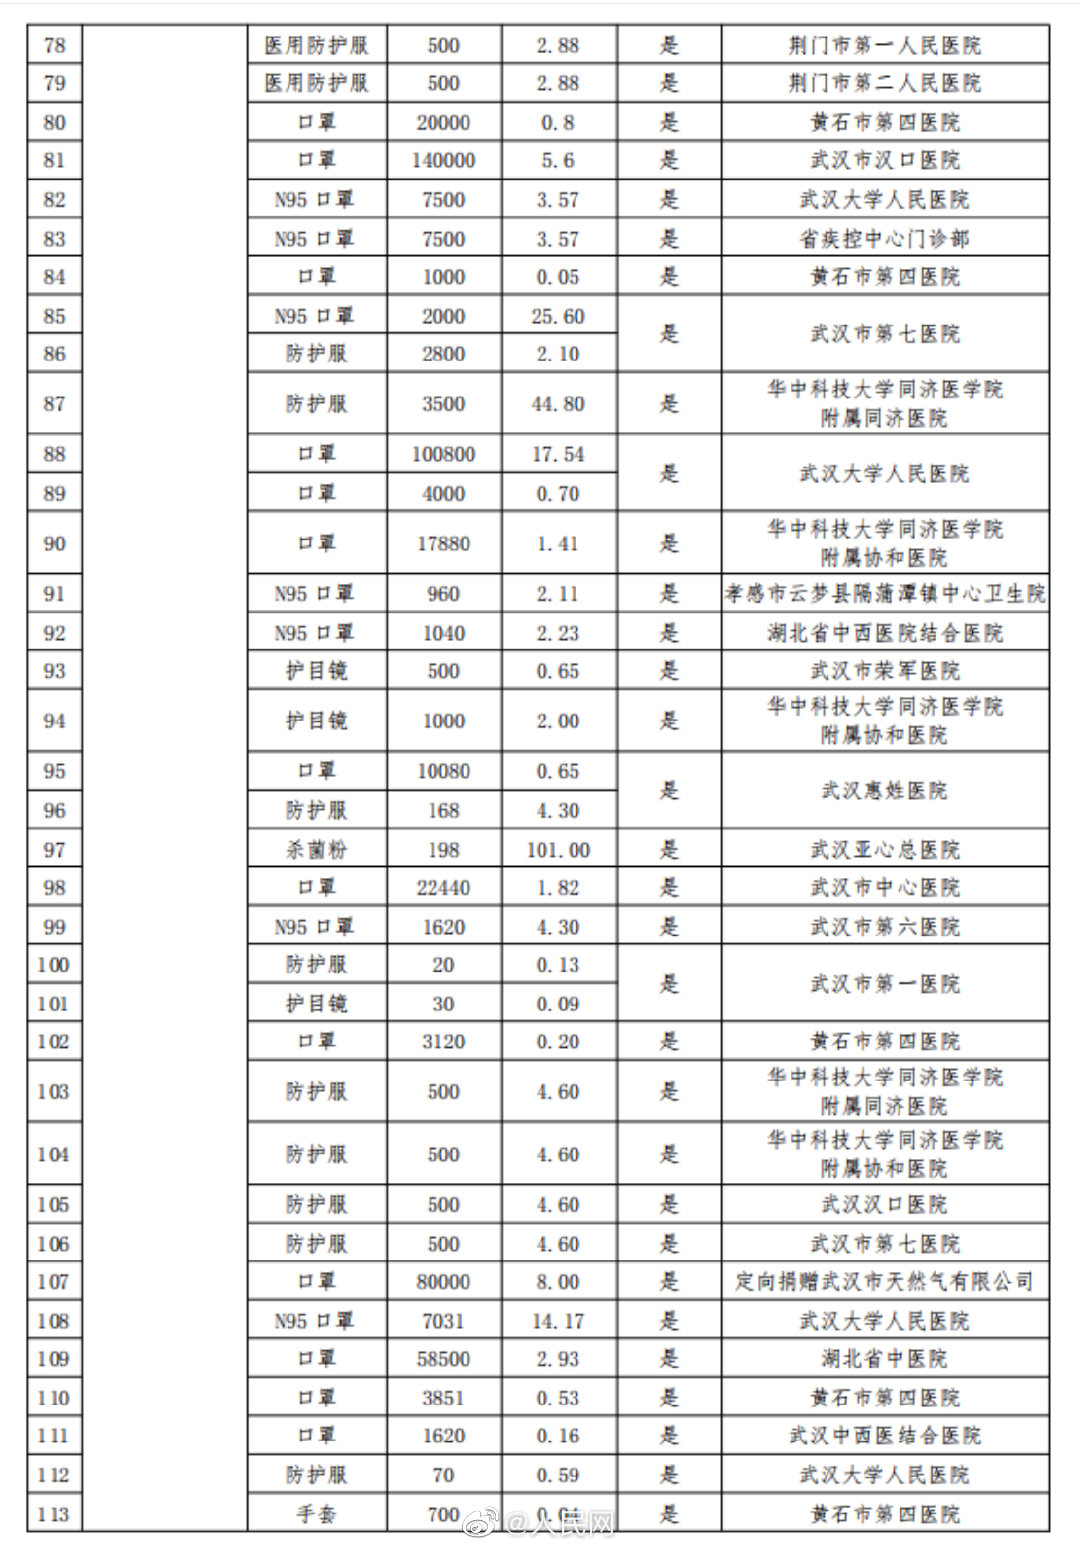 78 医用防护服 500 2.88 是 荆门市第一人民医院
79 医用防护服 500 2.88 是 荆门市第二人民医院
80 口罩 20000 0.8 是 黄石市第四医院
81 口罩 140000 5.6 是 武汉市汉口医院
82 N95 口罩 7500 3.57 是 武汉大学人民医院
83 N95 口罩 7500 3.57 是 省疾控中心门诊部
84 口罩 1000 0.05 是 黄石市第四医院
85 N95 口罩 2000 25.60 是 武汉市第七医院
86 防护服 2800 2.10
87 防护服 3500 44.80 是 华中科技大学同济医学院
附属同济医院
88 口罩 100800 17.54 是 武汉大学人民医院
89 口罩 4000 0.70
90 口罩 17880 1.41 是 华中科技大学同济医学院
附属协和医院
91 N95 口罩 960 2.11 是 孝感市云梦县隔蒲潭镇中心卫生院
92 N95 口罩 1040 2.23 是 湖北省中西医院结合医院
93 护目镜 500 0.65 是 武汉市荣军医院
94 护目镜 1000 2.00 是 华中科技大学同济医学院
附属协和医院
95 口罩 10080 0.65 是 武汉惠姓医院
96 防护服 168 4.30
97 杀菌粉 198 101.00 是 武汉亚心总医院
98 口罩 22440 1.82 是 武汉市中心医院
99 N95 口罩 1620 4.30 是 武汉市第六医院
100 防护服 20 0.13 是 武汉市第一医院
101 护目镜 30 0.09
102 口罩 3120 0.20 是 黄石市第四医院
103 防护服 500 4.60 是 华中科技大学同济医学院
附属同济医院
104 防护服 500 4.60 是 华中科技大学同济医学院
附属协和医院
105 防护服 500 4.60 是 武汉汉口医院
106 防护服 500 4.60 是 武汉市第七医院
107 口罩 80000 8.00 是 定向捐赠武汉市天然气有限公司
108 N95 口罩 7031 14.17 是 武汉大学人民医院
109 口罩 58500 2.93 是 湖北省中医院
110 口罩 3851 0.53 是 黄石市第四医院
111 口罩 1620 0.16 是 武汉中西医结合医院
112 防护服 70 0.59 是 武汉大学人民医院
113 手套 700 是 黄石市第四医院
@人民网